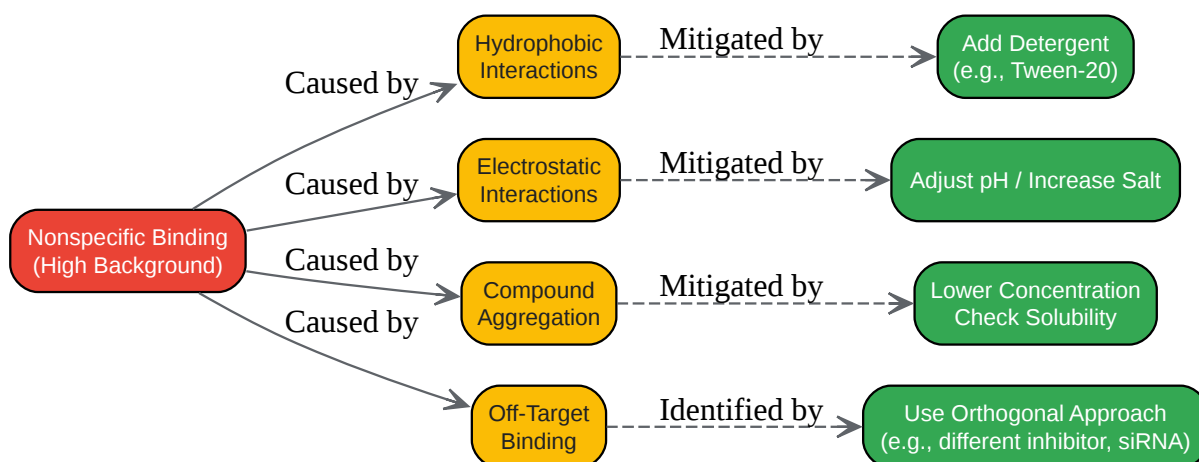 Nonspecific Binding
(High Background)
Caused by
Hydrophobic
Interactions
Mitigated by
Add Detergent
(e.g., Tween-20)
Caused by
Electrostatic
Interactions
Mitigated by
Adjust pH / Increase Salt
Caused by
Compound
Aggregation
Mitigated by
Lower Concentration
Check Solubility
Caused by
Off-Target
Binding
Identified by
Use Orthogonal Approach
(e.g., different inhibitor, siRNA)